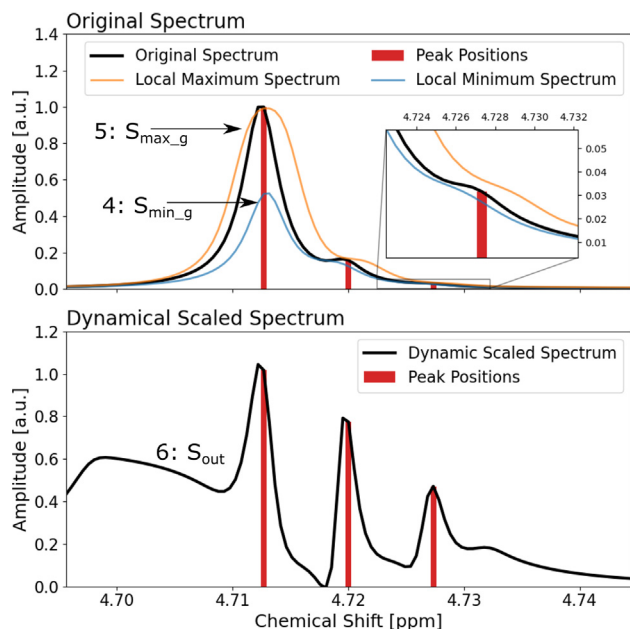 Original Spectrum
1.4
Original Spectrum
Peak Positions
Local Maximum Spectrum
Local Minimum Spectrum
1.2
1.0
0.8
0.6
0.4
0.2
0.0
Amplitude [a.u.]
5: S_max_g
4: S_min_g
4.724 4.726 4.728 4.730 4.732
0.05
0.04
0.03
0.02
0.01
Dynamical Scaled Spectrum
1.2
1.0
0.8
0.6
0.4
0.2
0.0
Amplitude [a.u.]
Dynamic Scaled Spectrum
Peak Positions
6: S_out
4.70 4.71 4.72 4.73 4.74
Chemical Shift [ppm]